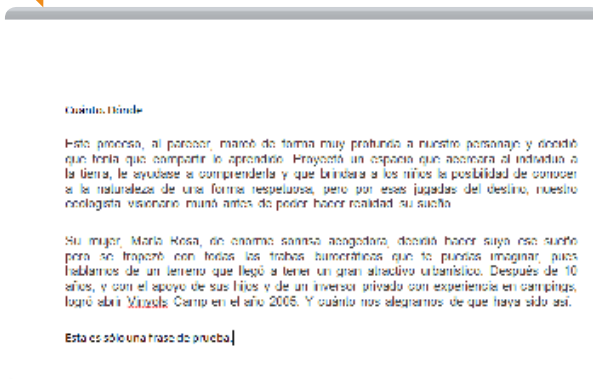 Cuánto. Dónde
Este proceso, al parecer, marcó de forma muy profunda a nuestro personaje y decidió
que tenía que compartir lo aprendido. Proyectó un espacio que acercara al individuo a
la tierra, le ayudase a comprenderla y que brindara a los niños la posibilidad de conocer
a la naturaleza de una forma respetuosa, pero por esas jugadas del destino, nuestro
ecologista visionario murió antes de poder hacer realidad su sueño
Su mujer, María Rosa, de enorme sonrisa acogedora, decidió hacer suyo ese sueño
pero se tropezó con todas las trabas burocráticas que te puedas imaginar, pues
hablamos de un terreno que llegó a tener un gran atractivo urbanístico. Después de 10
años, y con el apoyo de sus hijos y de un inversor privado con experiencia en campings,
logró abrir Vinyols Camp en el año 2005. Y cuánto nos alegramos de que haya sido así.
Esta es sólo una frase de prueba.